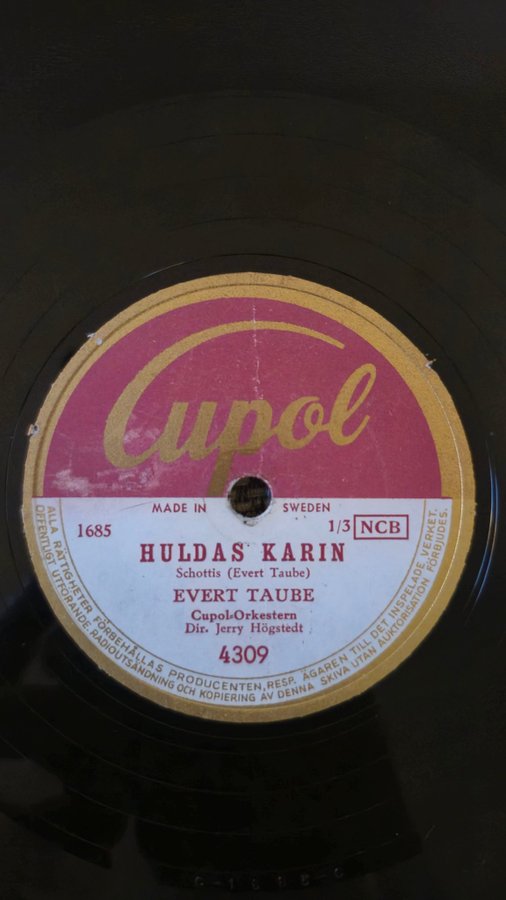 Cupol
MADE IN SWEDEN
1685 1/3 NCB
HULDAS KARIN
Schottis (Evert Taube)
EVERT TAUBE
Cupol-Orkestern
Dir. Jerry Högstedt
4309
ALLA RÄTTIGHETER FÖRBEHÅLLAS PRODUCENTEN, RESP. ÄGAREN TILL DET INSPELADE VERKET.
OFFENTLIGT UTFÖRANDE, RADIOUTSÄNDNING OCH KOPIERING AV DENNA SKIVA UTAN AUKTORISATION FÖRBJUDES.